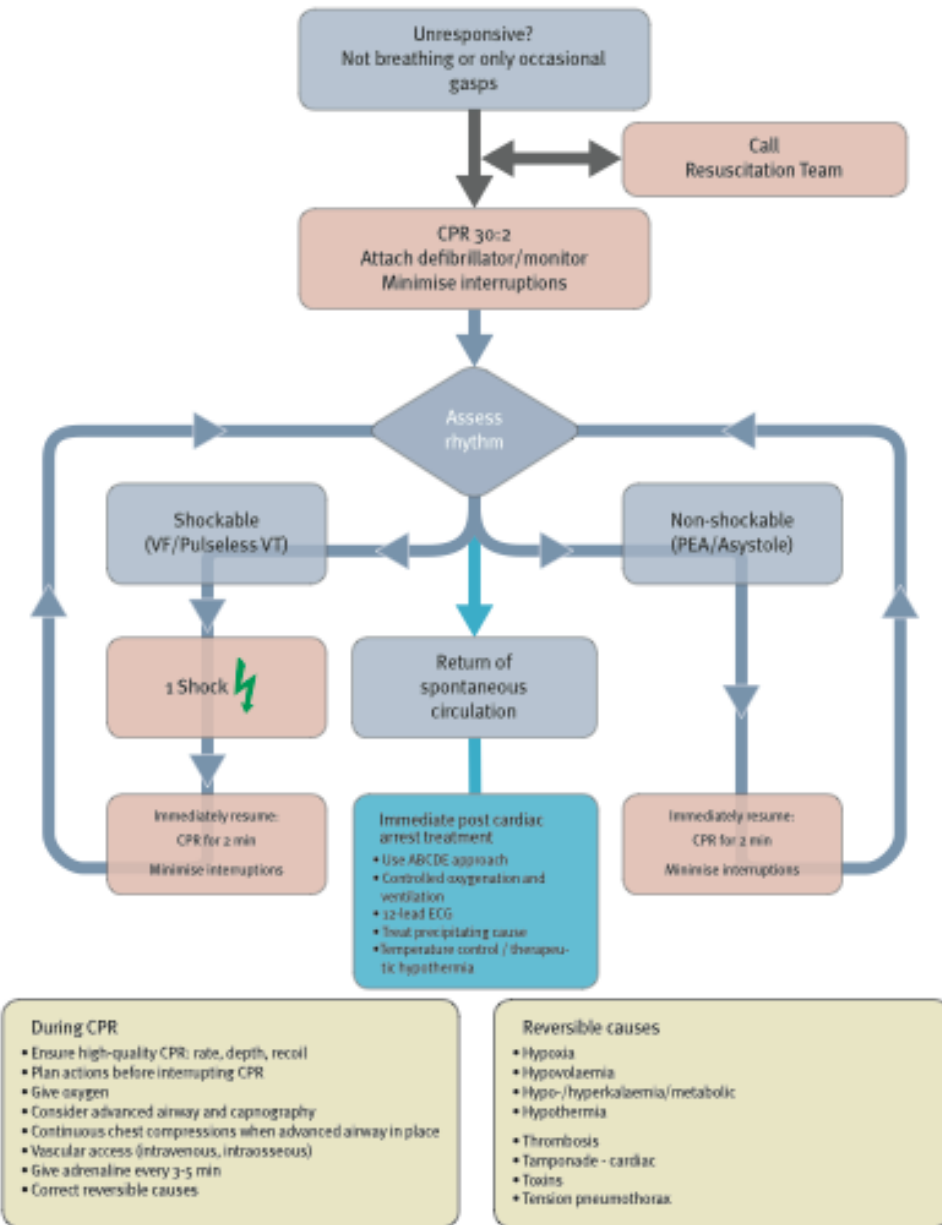 Unresponsive?
Not breathing or only occasional
gasps
Call
Resuscitation Team
CPR 30:2
Attach defibrillator/monitor
Minimise interruptions
Assess
rhythm
Shockable
(VF/Pulseless VT)
Non-shockable
(PEA/Asystole)
1 Shock
Return of
spontaneous
circulation
Immediately resume:
CPR for 2 min
Minimise interruptions
Immediate post cardiac
arrest treatment
• Use ABCDE approach
• Controlled oxygenation and
ventilation
• 12-lead ECG
• Treat precipitating cause
• Temperature control / therapeu-
tic hypothermia
Immediately resume:
CPR for 2 min
Minimise interruptions
During CPR
• Ensure high-quality CPR: rate, depth, recoil
• Plan actions before interrupting CPR
• Give oxygen
• Consider advanced airway and capnography
• Continuous chest compressions when advanced airway in place
• Vascular access (intravenous, intraosseous)
• Give adrenaline every 3-5 min
• Correct reversible causes
Reversible causes
• Hypoxia
• Hypovolaemia
• Hypo-/hyperkalaemia/metabolic
• Hypothermia
• Thrombosis
• Tamponade - cardiac
• Toxins
• Tension pneumothorax